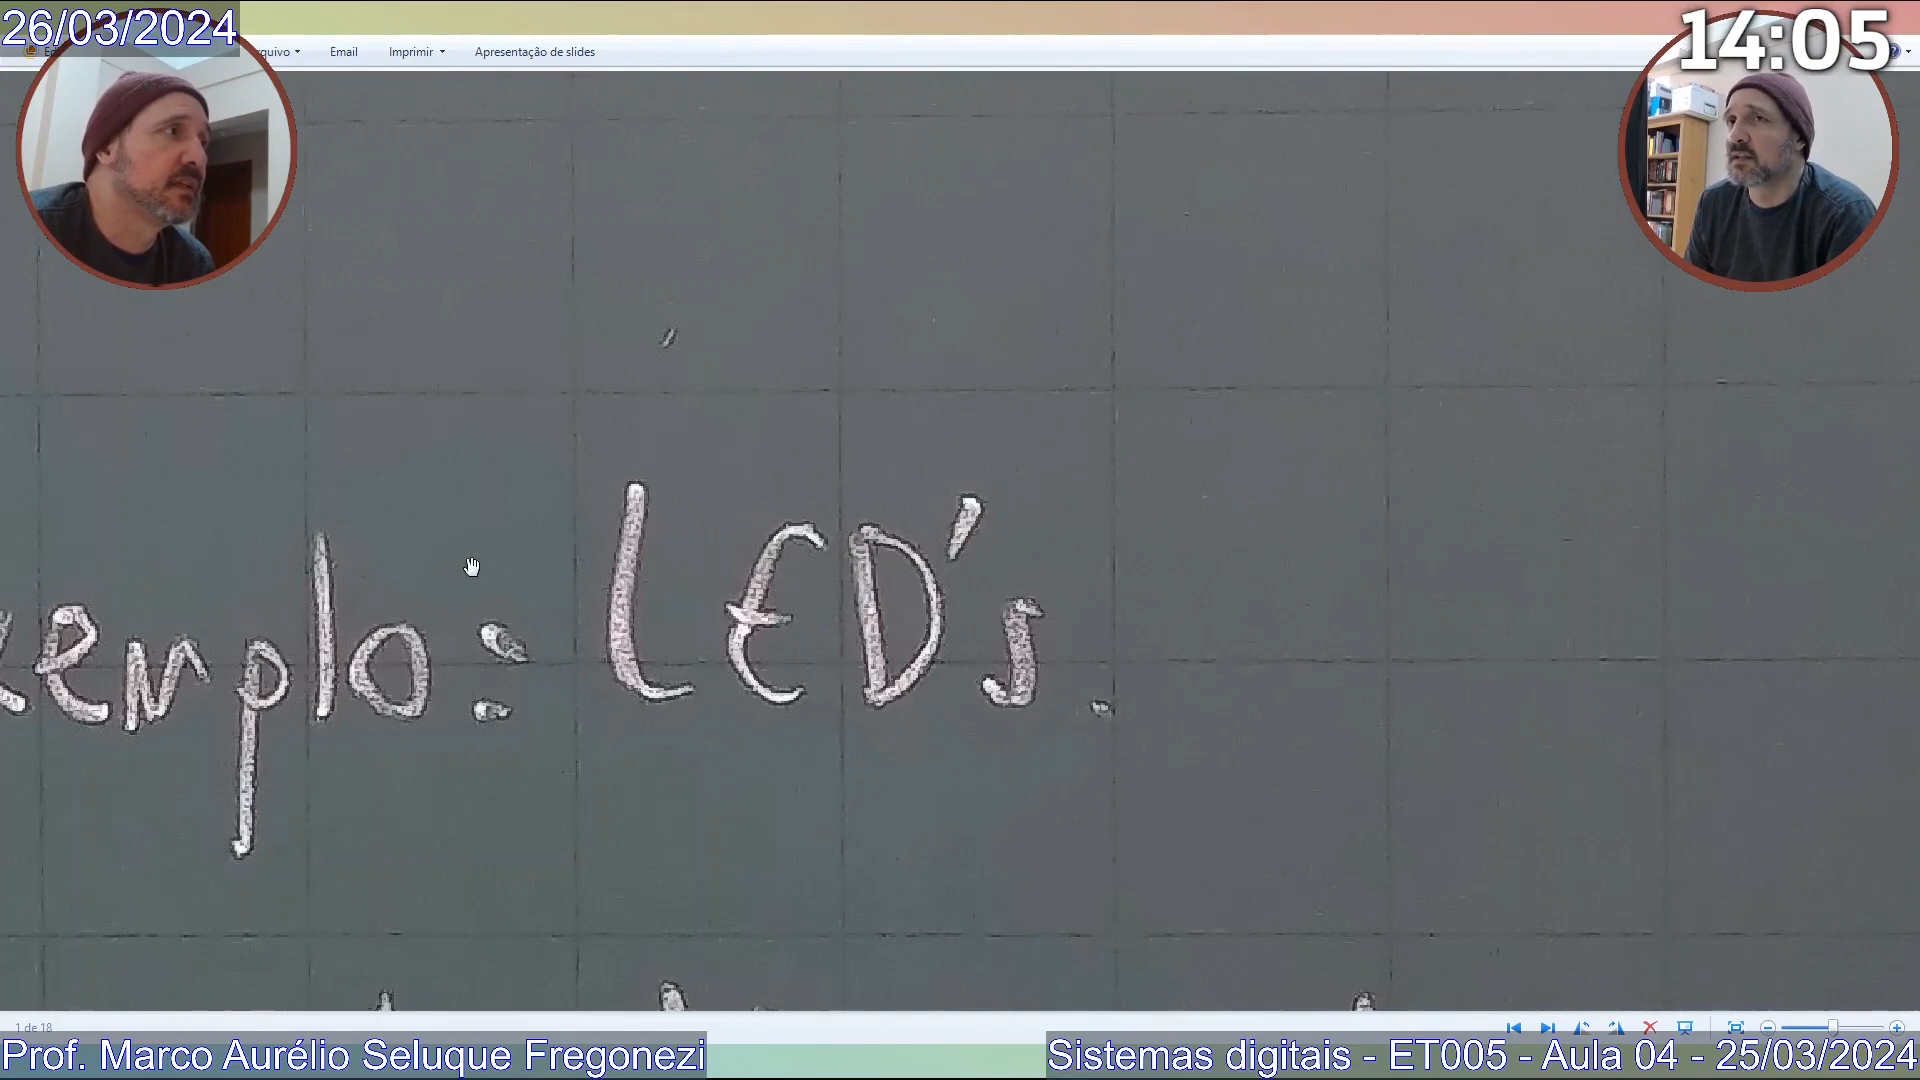 26/03/2024
14:05
Email
Imprimir
Apresentação de slides
LED's.
1 de 18
Prof. Marco Aurélio Seluque Fregonezi
Sistemas digitais - ET005 - Aula 04 - 25/03/2024